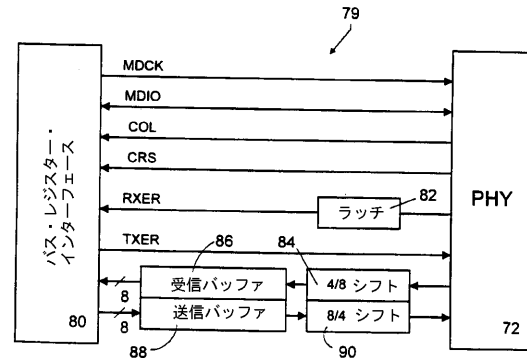 79
MDCK
MDIO
COL
CRS
RXER
TXER
バス・レジスター・
インターフェース
80
PHY
72
ラッチ
82
86
84
受信バッファ
4/8 シフト
送信バッファ
8/4 シフト
8
8
88
90